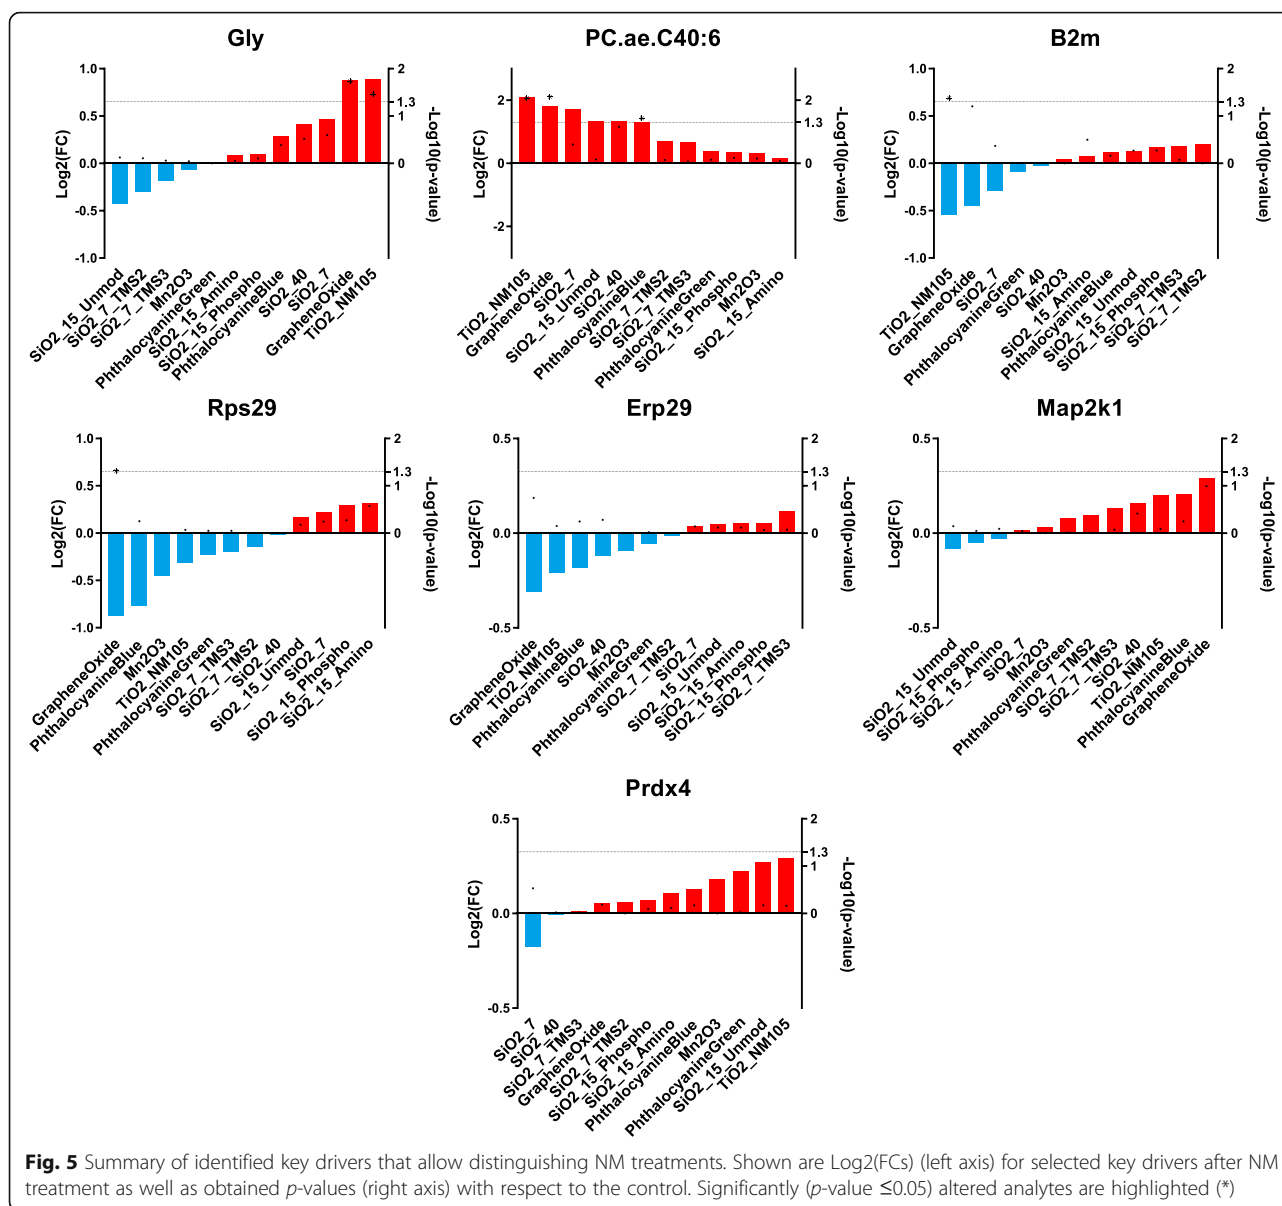 Gly
1.0
0.5
0.0
-0.5
-1.0
Log2(FC)
2
1.3
1
0
-Log10(p-value)
SiO2_15_Unmod
SiO2_7_TMS2
SiO2_7_TMS3
Mn2O3
PhthalocyanineGreen
SiO2_15_Amino
SiO2_15_Phospho
PhthalocyanineBlue
SiO2_40
SiO2_7
GrapheneOxide
TiO2_NM105
PC.ae.C40:6
2
0
-2
Log2(FC)
2
1.3
1
0
-Log10(p-value)
TiO2_NM105
GrapheneOxide
SiO2_7
SiO2_15_Unmod
SiO2_40
PhthalocyanineBlue
SiO2_7_TMS2
SiO2_7_TMS3
PhthalocyanineGreen
SiO2_15_Phospho
Mn2O3
SiO2_15_Amino
B2m
1.0
0.5
0.0
-0.5
-1.0
Log2(FC)
2
1.3
1
0
-Log10(p-value)
TiO2_NM105
GrapheneOxide
SiO2_7
PhthalocyanineGreen
SiO2_40
Mn2O3
SiO2_15_Amino
PhthalocyanineBlue
SiO2_15_Unmod
SiO2_15_Phospho
SiO2_7_TMS3
SiO2_7_TMS2
Rps29
1.0
0.5
0.0
-0.5
-1.0
Log2(FC)
2
1.3
1
0
-Log10(p-value)
GrapheneOxide
PhthalocyanineBlue
Mn2O3
TiO2_NM105
PhthalocyanineGreen
SiO2_7_TMS3
SiO2_7_TMS2
SiO2_40
SiO2_15_Unmod
SiO2_7
SiO2_15_Phospho
SiO2_15_Amino
Erp29
0.5
0.0
-0.5
Log2(FC)
2
1.3
1
0
-Log10(p-value)
GrapheneOxide
TiO2_NM105
PhthalocyanineBlue
SiO2_40
Mn2O3
PhthalocyanineGreen
SiO2_7_TMS2
SiO2_7
SiO2_15_Unmod
SiO2_15_Amino
SiO2_15_Phospho
SiO2_7_TMS3
Map2k1
0.5
0.0
-0.5
Log2(FC)
2
1.3
1
0
-Log10(p-value)
SiO2_15_Unmod
SiO2_15_Phospho
SiO2_15_Amino
SiO2_7
Mn2O3
PhthalocyanineGreen
SiO2_7_TMS2
SiO2_7_TMS3
SiO2_40
TiO2_NM105
PhthalocyanineBlue
GrapheneOxide
Prdx4
0.5
0.0
-0.5
Log2(FC)
2
1.3
1
0
-Log10(p-value)
SiO2_7
SiO2_40
SiO2_7_TMS3
GrapheneOxide
SiO2_7_TMS2
SiO2_15_Phospho
SiO2_15_Amino
PhthalocyanineBlue
Mn2O3
PhthalocyanineGreen
SiO2_15_Unmod
TiO2_NM105
Fig. 5 Summary of identified key drivers that allow distinguishing NM treatments. Shown are Log2(FCs) (left axis) for selected key drivers after NM
treatment as well as obtained p-values (right axis) with respect to the control. Significantly (p-value ≤0.05) altered analytes are highlighted (*)